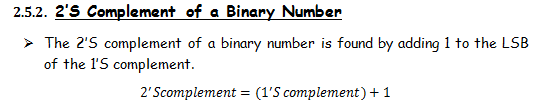 2.5.2. 2'S Complement of a Binary Number
➤ The 2'S complement of a binary number is found by adding 1 to the LSB
of the 1'S complement.
2'Scomplement = (1'S complement) + 1